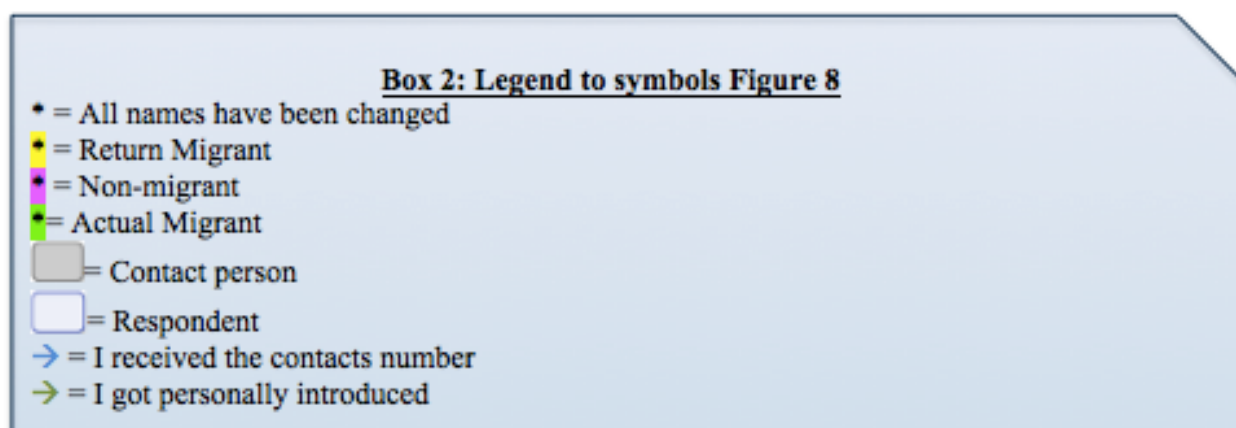 Box 2: Legend to symbols Figure 8
* = All names have been changed
* = Return Migrant
* = Non-migrant
*= Actual Migrant
= Contact person
= Respondent
→ = I received the contacts number
→ = I got personally introduced